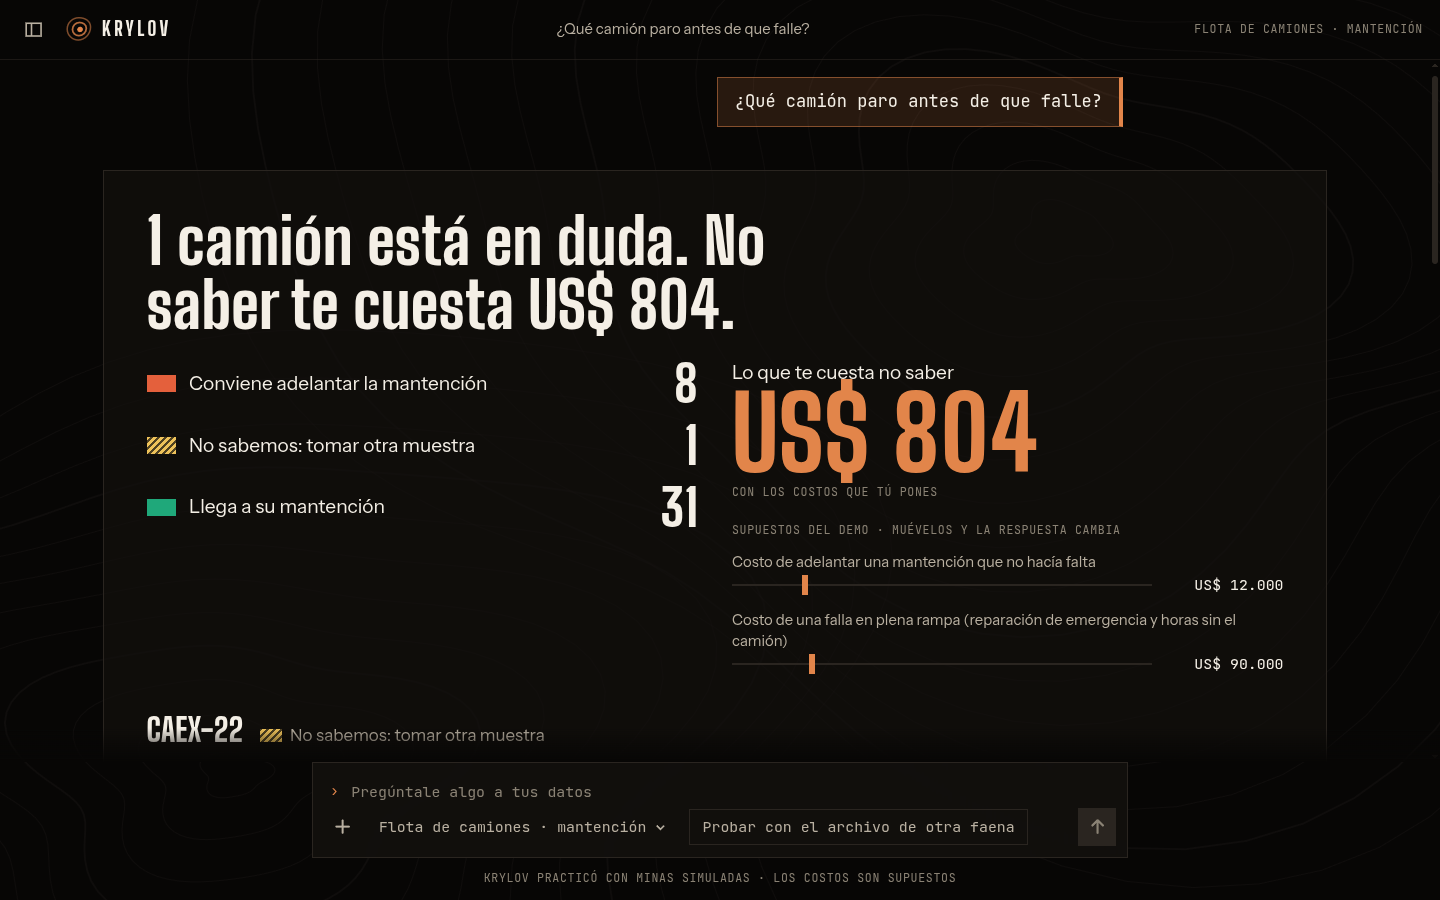 KRYLOV
¿Qué camión paro antes de que falle?
FLOTA DE CAMIONES · MANTENCIÓN
¿Qué camión paro antes de que falle?
1 camión está en duda. No
saber te cuesta US$ 804.
Conviene adelantar la mantención 8
No sabemos: tomar otra muestra 1
Llega a su mantención 31
Lo que te cuesta no saber
US$ 804
CON LOS COSTOS QUE TÚ PONES
SUPUESTOS DEL DEMO · MUÉVELOS Y LA RESPUESTA CAMBIA
Costo de adelantar una mantención que no hacía falta
US$ 12.000
Costo de una falla en plena rampa (reparación de emergencia y horas sin el
camión)
US$ 90.000
CAEX-22 No sabemos: tomar otra muestra
› Pregúntale algo a tus datos
Flota de camiones · mantención
Probar con el archivo de otra faena
KRYLOV PRACTICÓ CON MINAS SIMULADAS · LOS COSTOS SON SUPUESTOS